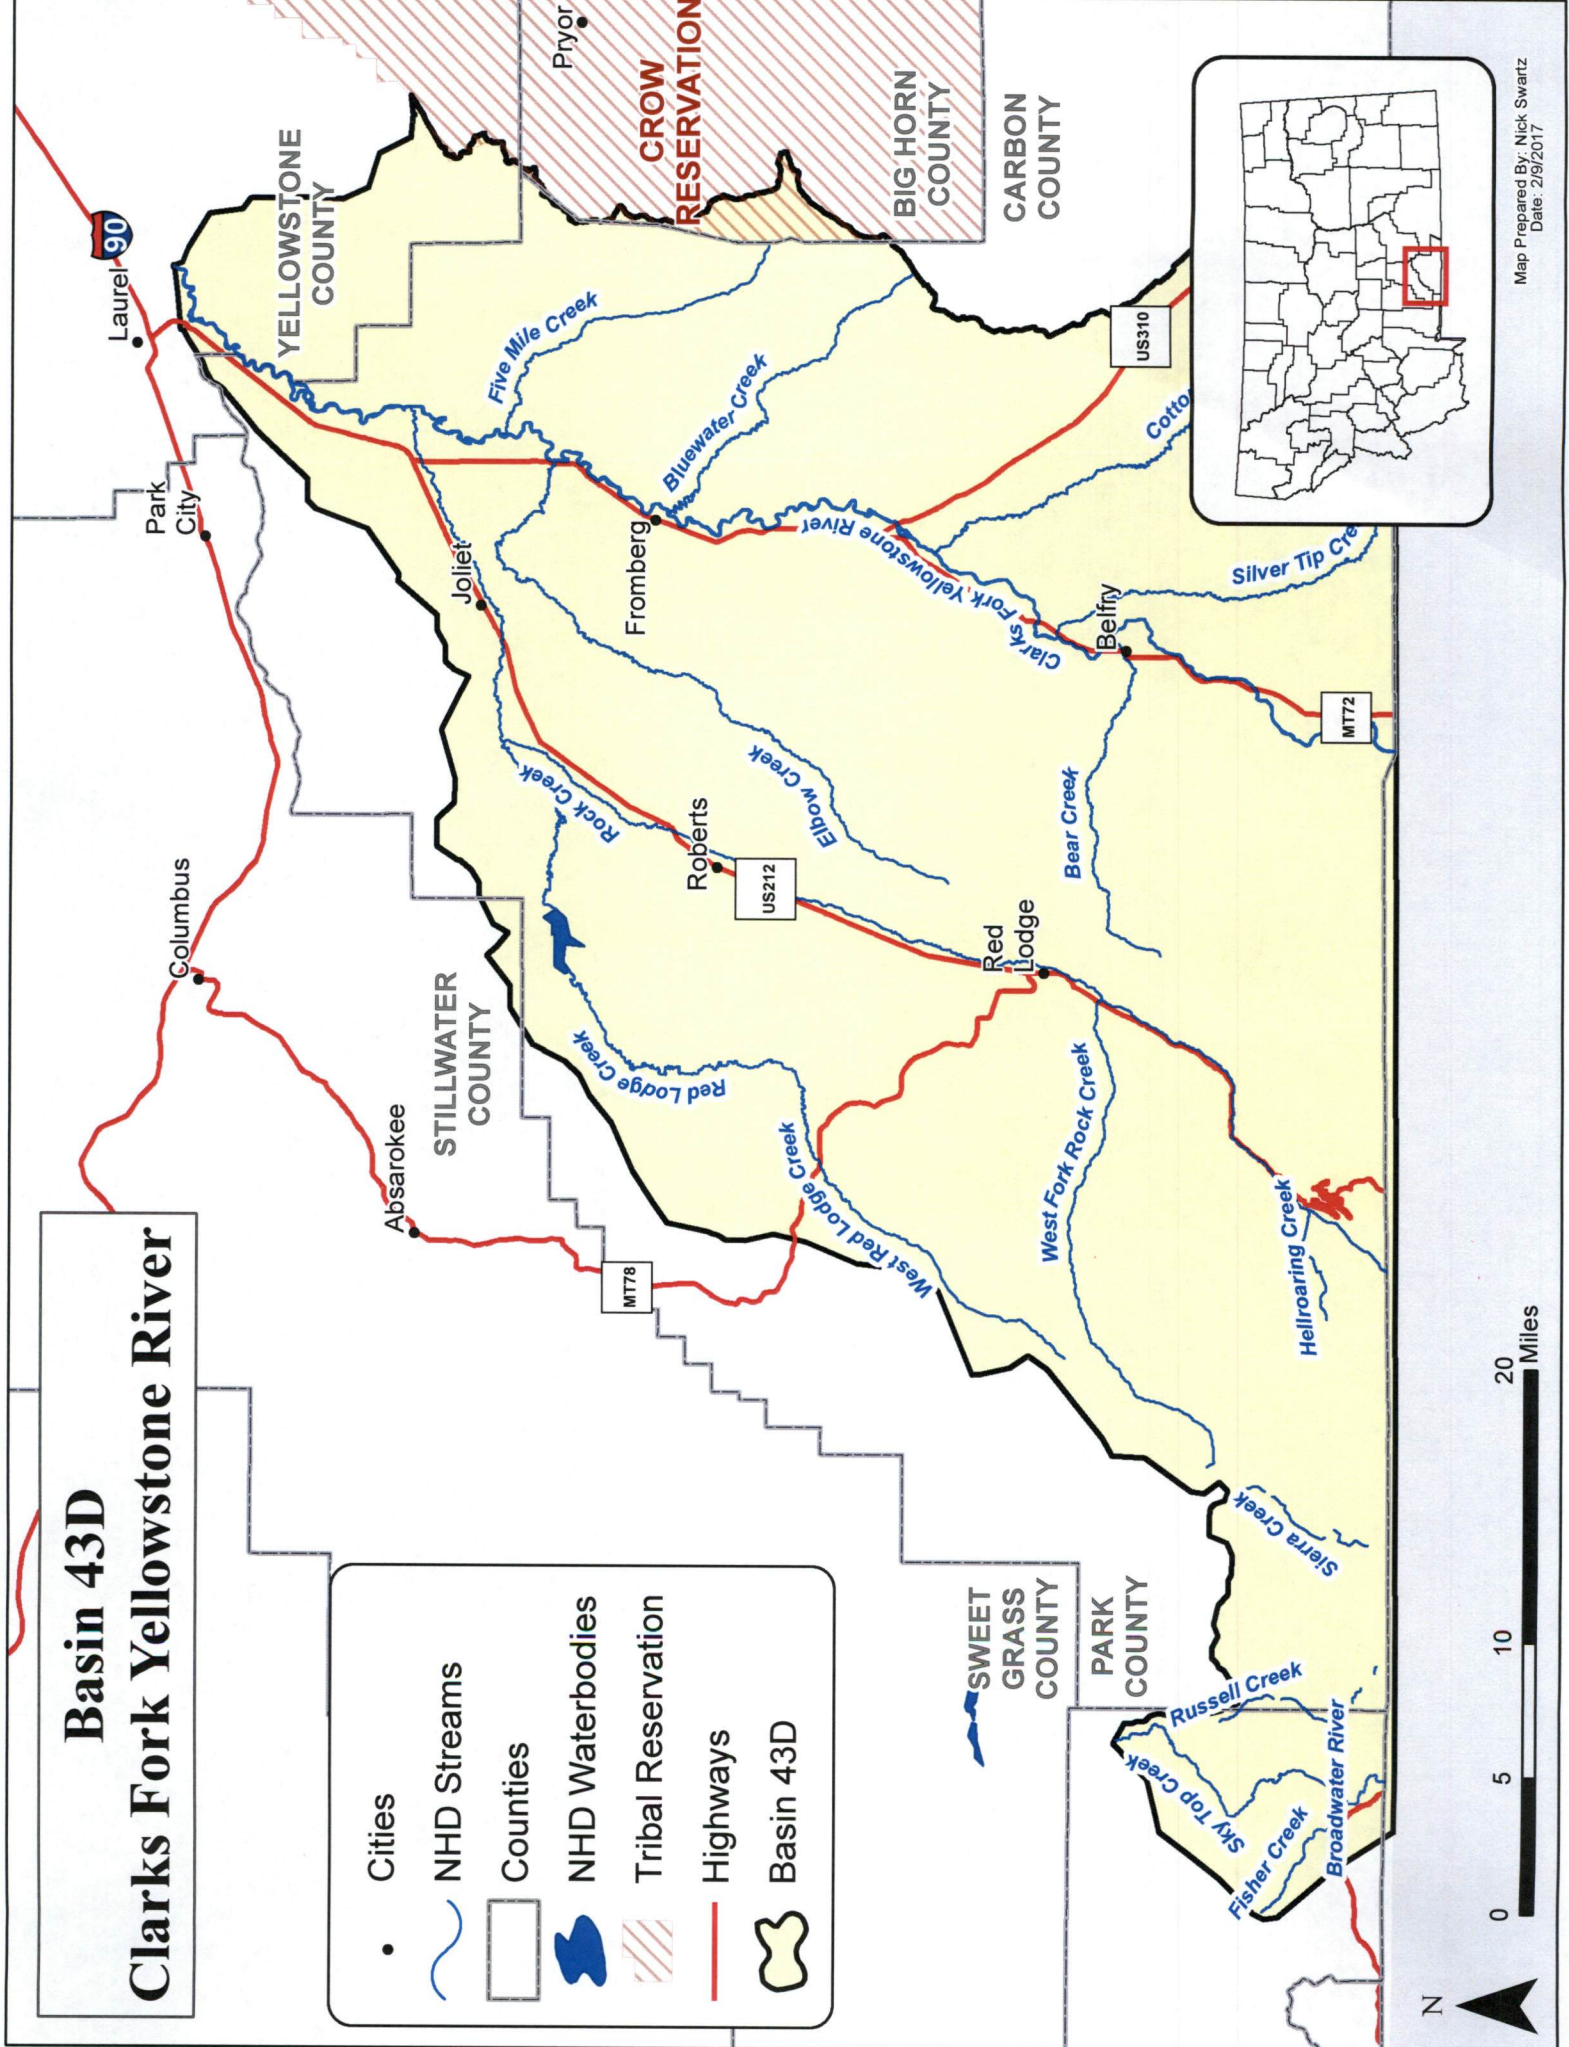 Basin 43D
Clarks Fork Yellowstone River
Cities
NHD Streams
Counties
NHD Waterbodies
Tribal Reservation
Highways
Basin 43D
Columbus
Absarokee
Park
City
Laurel
90
YELLOWSTONE
COUNTY
STILLWATER
COUNTY
Joliet
Pryor
CROW
RESERVATION
BIG HORN
COUNTY
CARBON
COUNTY
SWEET
GRASS
COUNTY
PARK
COUNTY
MT78
US212
US310
MT72
Fromberg
Roberts
Red
Lodge
Belfry
Five Mile Creek
Bluewater Creek
Rock Creek
Elbow Creek
Red Lodge Creek
Red Lodge Creek
West Red Lodge Creek
Clarks Fork Yellowstone River
Cotto
Silver Tip Cre
Bear Creek
West Fork Rock Creek
Hellroaring Creek
Sierra Creek
Russell Creek
Sky Top Creek
Fisher Creek
Broadwater River
N
0 5 10 20
Miles
Map Prepared By: Nick Swartz
Date: 2/9/2017